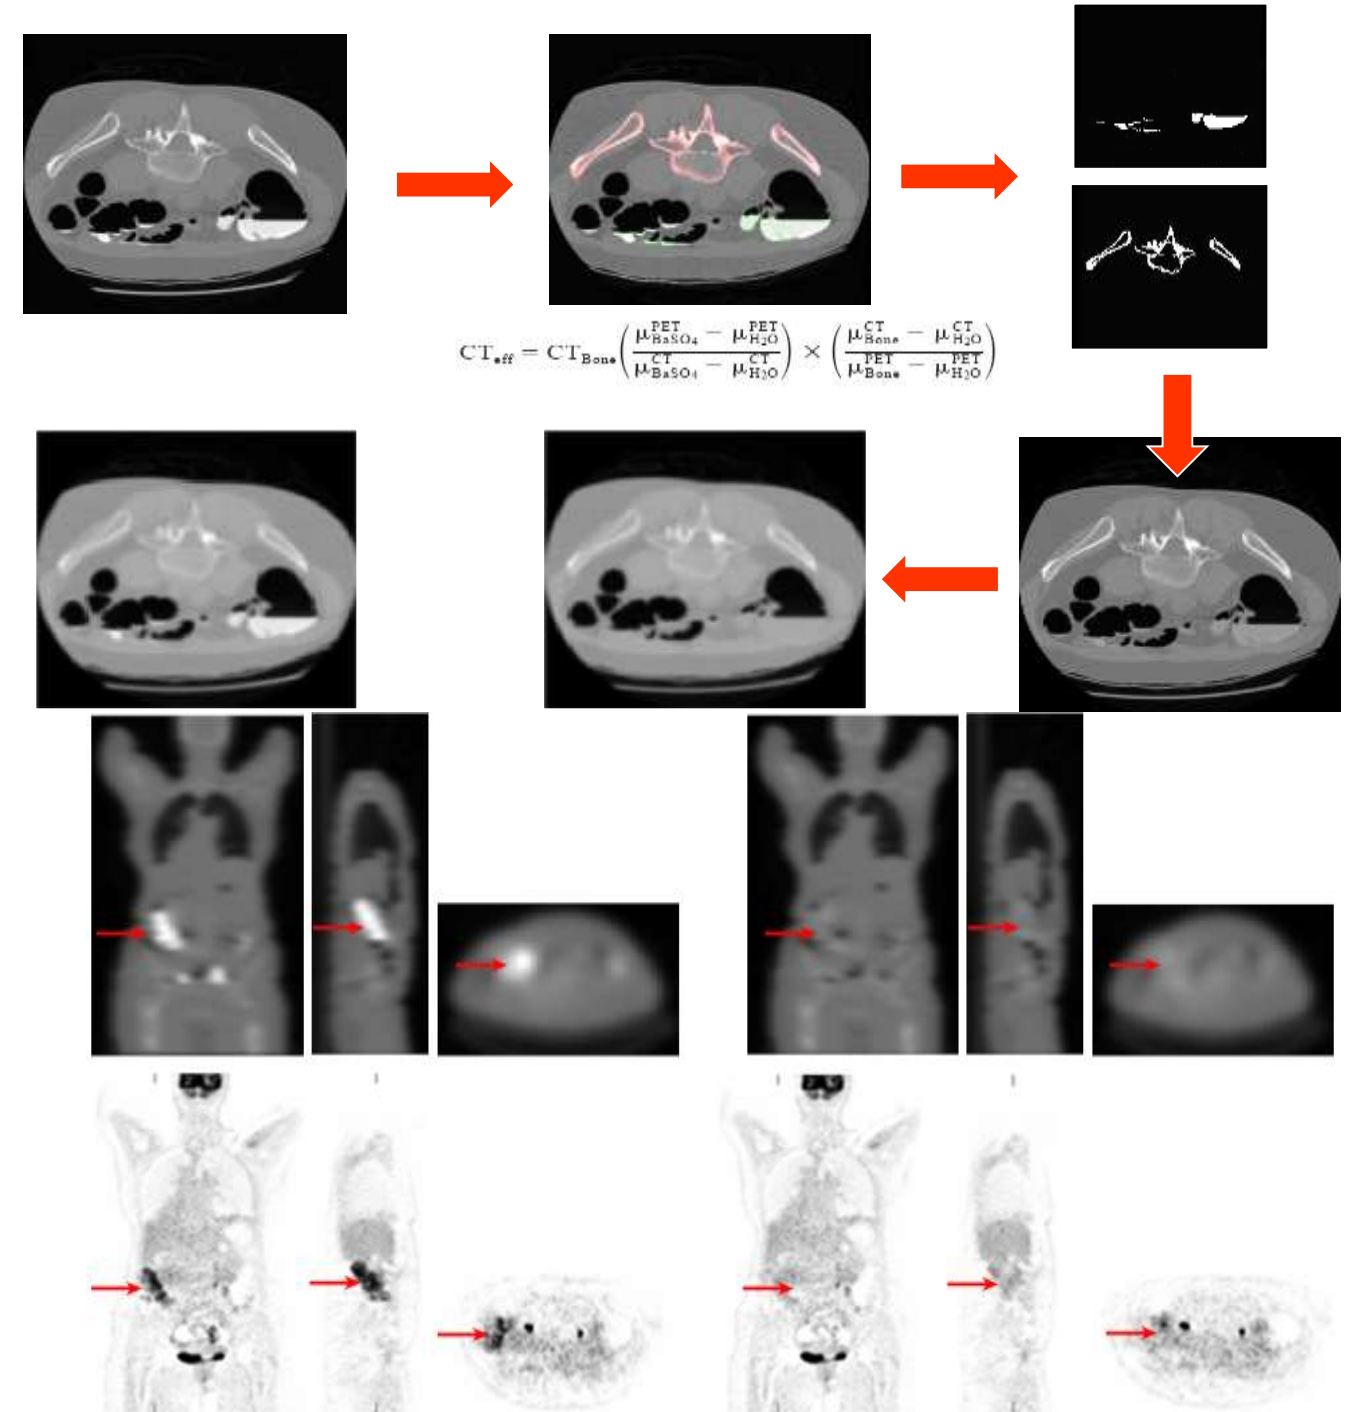 CT_eff = CT_Bone ( (μ^PET_BaSO₄ − μ^PET_H₂O) / (μ^CT_BaSO₄ − μ^CT_H₂O) ) × ( (μ^CT_Bone − μ^CT_H₂O) / (μ^PET_Bone − μ^PET_H₂O) )